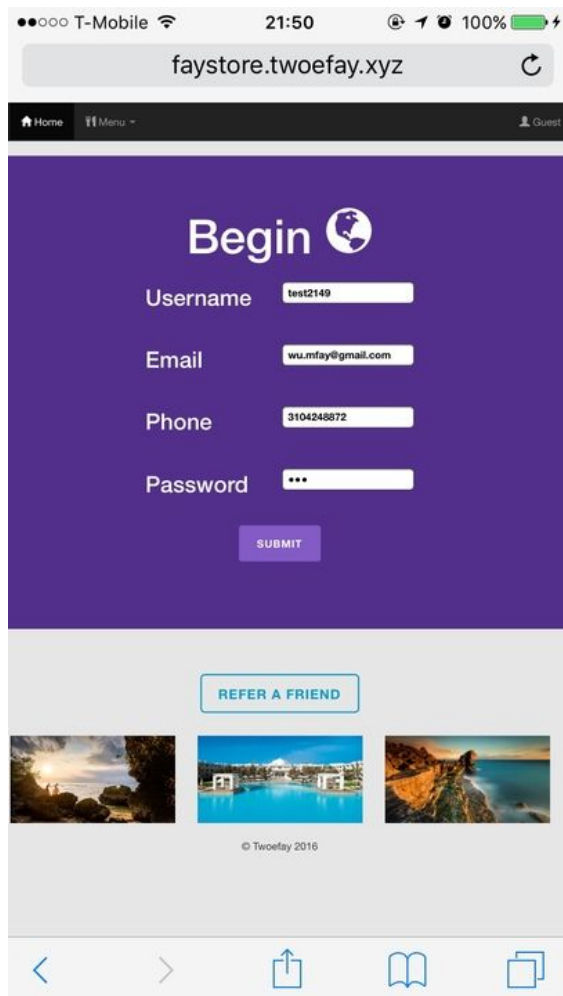 T-Mobile 21:50 100%
faystore.twoefay.xyz
Home Menu Guest
Begin
Username test2149
Email wu.mfay@gmail.com
Phone 3104248872
Password •••
SUBMIT
REFER A FRIEND
© Twoefay 2016